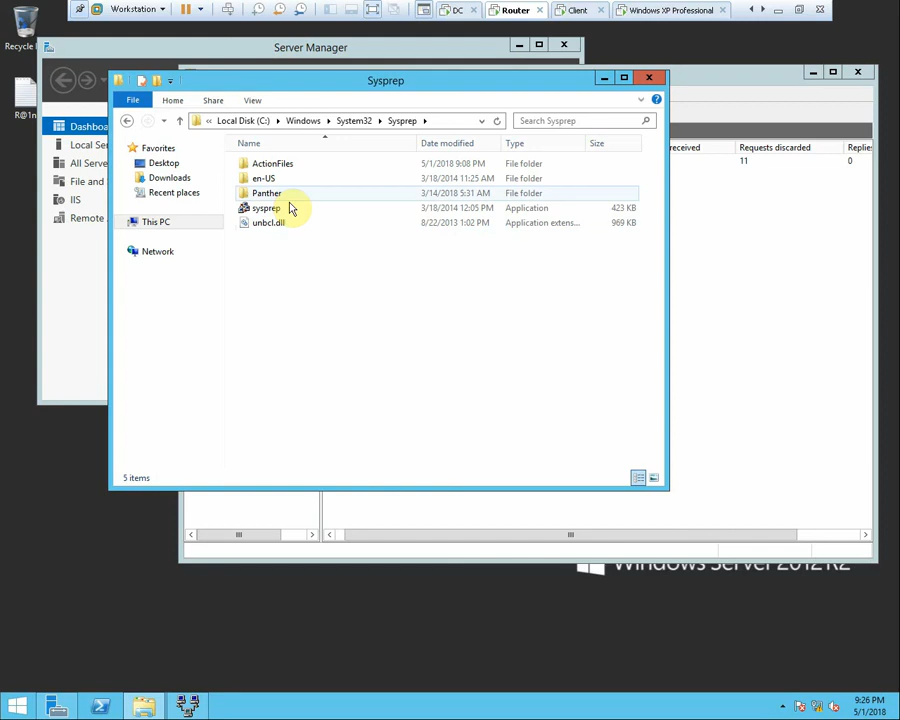 Workstation
DC
Router
Client
Windows XP Professional
Recycle
Server Manager
Sysprep
File
Home
Share
View
Local Disk (C:)
Windows
System32
Sysprep
Search Sysprep
R@1n
Dashboa
Local Se
All Serve
File and
IIS
Remote
Favorites
Desktop
Downloads
Recent places
This PC
Network
Name
Date modified
Type
Size
ActionFiles
5/1/2018 9:08 PM
File folder
en-US
3/18/2014 11:25 AM
File folder
Panther
3/14/2018 5:31 AM
File folder
sysprep
3/18/2014 12:05 PM
Application
423 KB
unbcl.dll
8/22/2013 1:02 PM
Application extens...
969 KB
received
Requests discarded
Replies
11
0
5 items
Windows Server 2012 R2
9:26 PM
5/1/2018